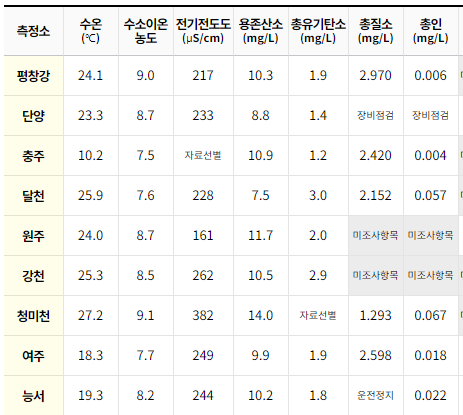 측정소 수온 (℃) 수소이온 농도 전기전도도 (µS/cm) 용존산소 (mg/L) 총유기탄소 (mg/L) 총질소 (mg/L) 총인 (mg/L)
평창강 24.1 9.0 217 10.3 1.9 2.970 0.006
단양 23.3 8.7 233 8.8 1.4 장비점검 장비점검
충주 10.2 7.5 자료선별 10.9 1.2 2.420 0.004
달천 25.9 7.6 228 7.5 3.0 2.152 0.057
원주 24.0 8.7 161 11.7 2.0 미조사항목 미조사항목
강천 25.3 8.5 262 10.5 2.9 미조사항목 미조사항목
청미천 27.2 9.1 382 14.0 자료선별 1.293 0.067
여주 18.3 7.7 249 9.9 1.9 2.598 0.018
능서 19.3 8.2 244 10.2 1.8 운전정지 0.022